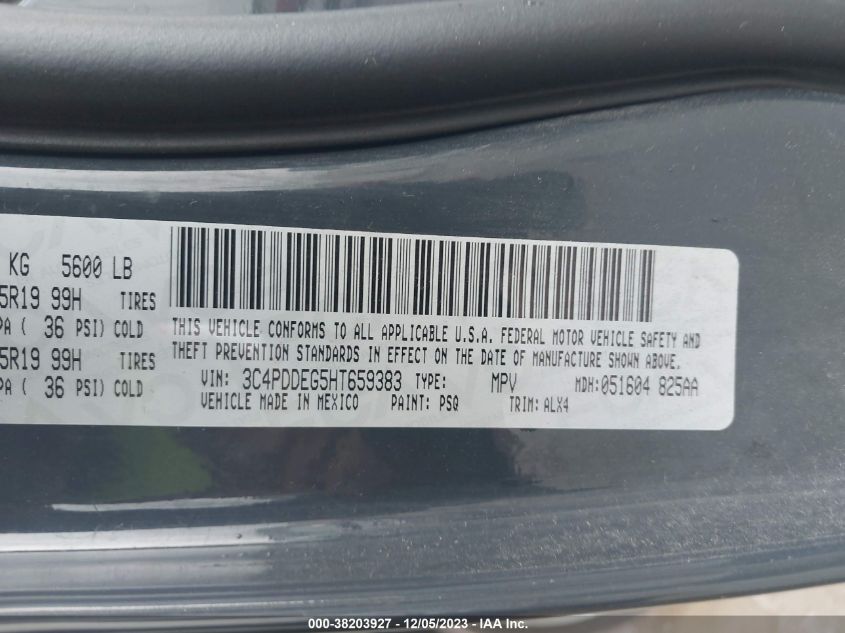 KG 5600 LB
5R19 99H TIRES
PA ( 36 PSI) COLD
5R19 99H TIRES
PA ( 36 PSI) COLD
THIS VEHICLE CONFORMS TO ALL APPLICABLE U.S.A. FEDERAL MOTOR VEHICLE SAFETY AND
THEFT PREVENTION STANDARDS IN EFFECT ON THE DATE OF MANUFACTURE SHOWN ABOVE.
VIN: 3C4PDDEG5HT659383 TYPE: MPV MDH:051604 825AA
VEHICLE MADE IN MEXICO PAINT: PSQ TRIM: ALX4
000-38203927 - 12/05/2023 - © IAA Inc.